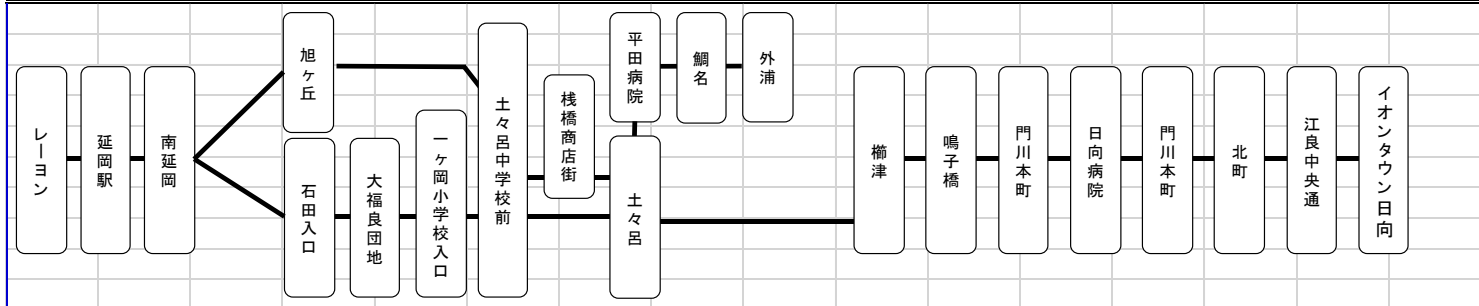 レーヨン
延岡駅
南延岡
旭ヶ丘
石田入口
大福良団地
一ヶ岡小学校入口
土々呂中学校前
桟橋商店街
平田病院
土々呂
鯛名
外浦
櫛津
鳴子橋
門川本町
日向病院
門川本町
北町
江良中央通
イオンタウン日向